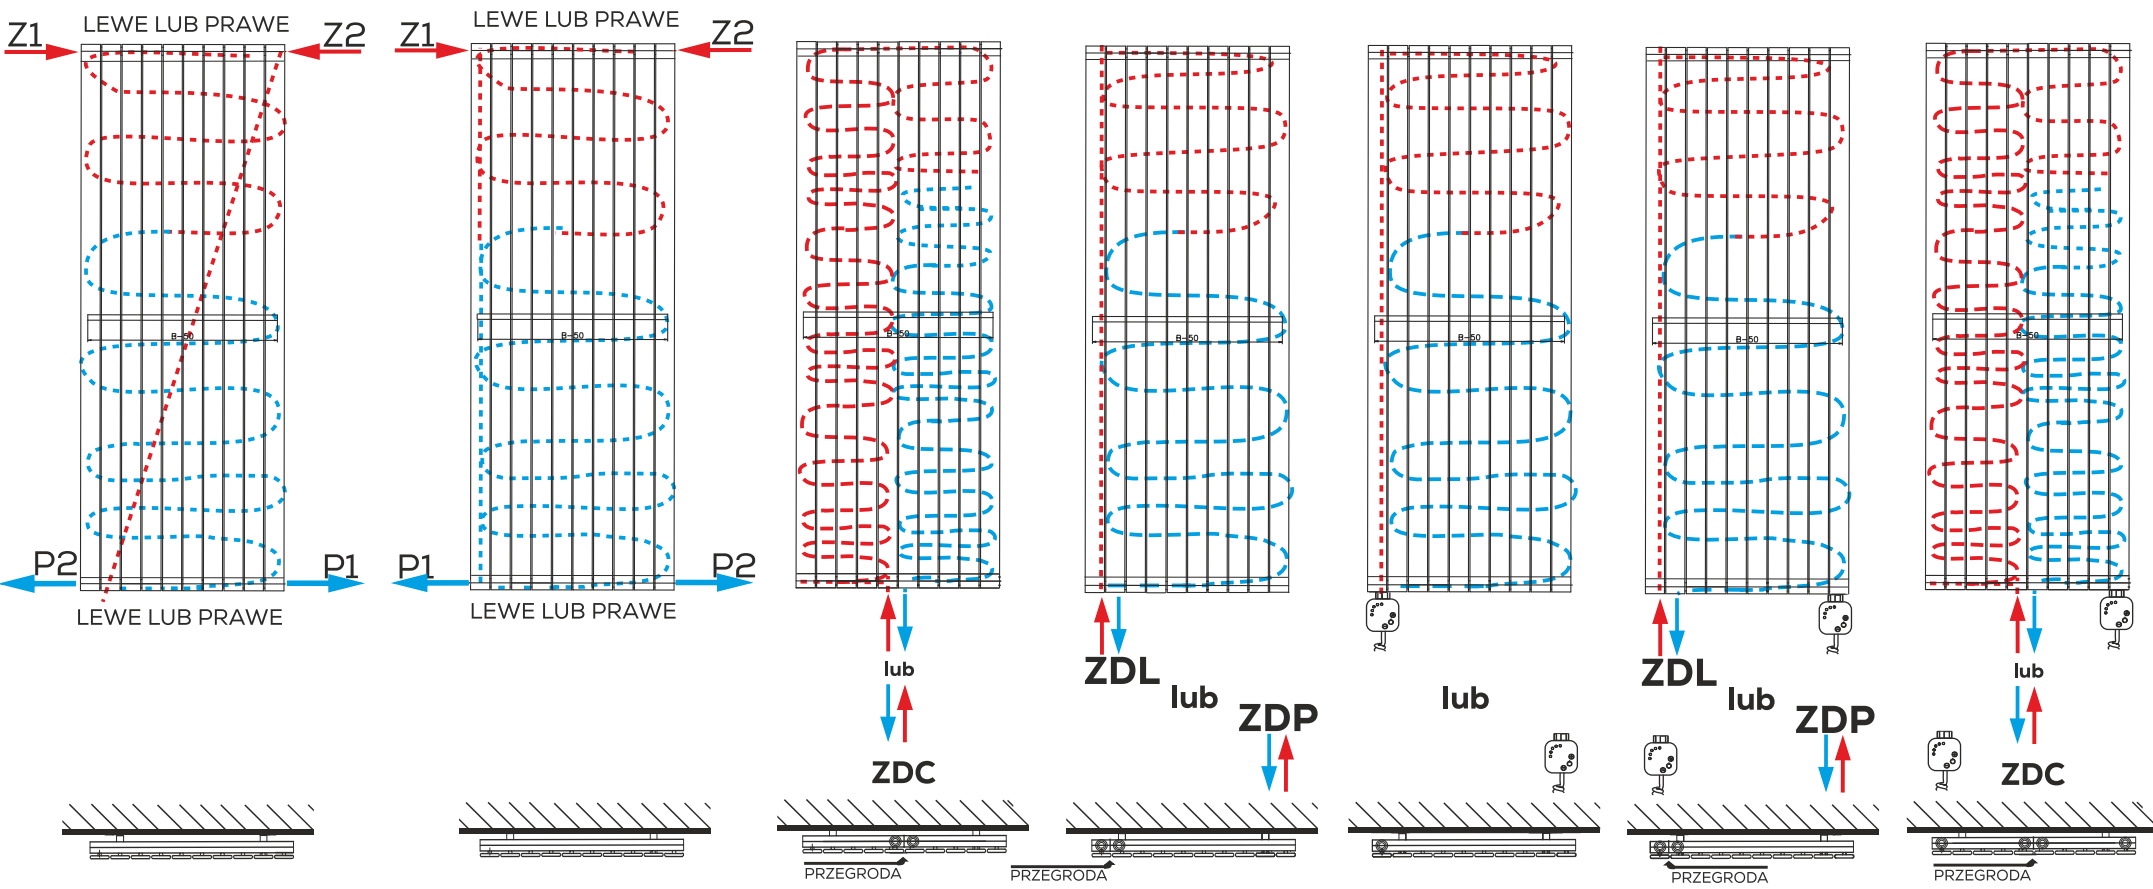 LEWE LUB PRAWE
Z1
Z2
B-50
P2
P1
LEWE LUB PRAWE
LEWE LUB PRAWE
Z1
Z2
B-50
P1
P2
LEWE LUB PRAWE
B-50
lub
ZDC
PRZEGRODA
B-50
ZDL
lub
ZDP
PRZEGRODA
B-50
lub
B-50
ZDL
lub
ZDP
PRZEGRODA
B-50
lub
ZDC
PRZEGRODA